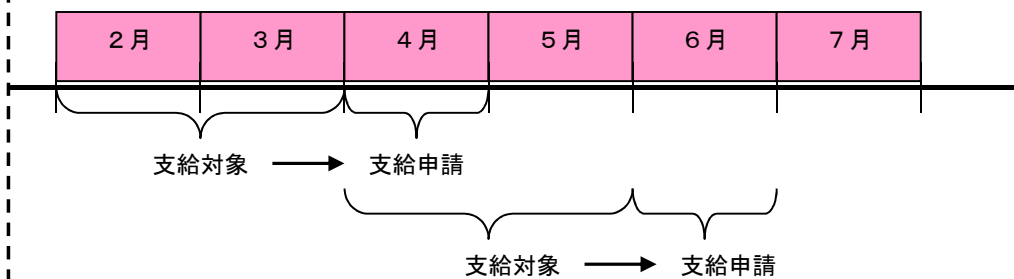 ２月 ３月 ４月 ５月 ６月 ７月
支給対象 → 支給申請
支給対象 → 支給申請